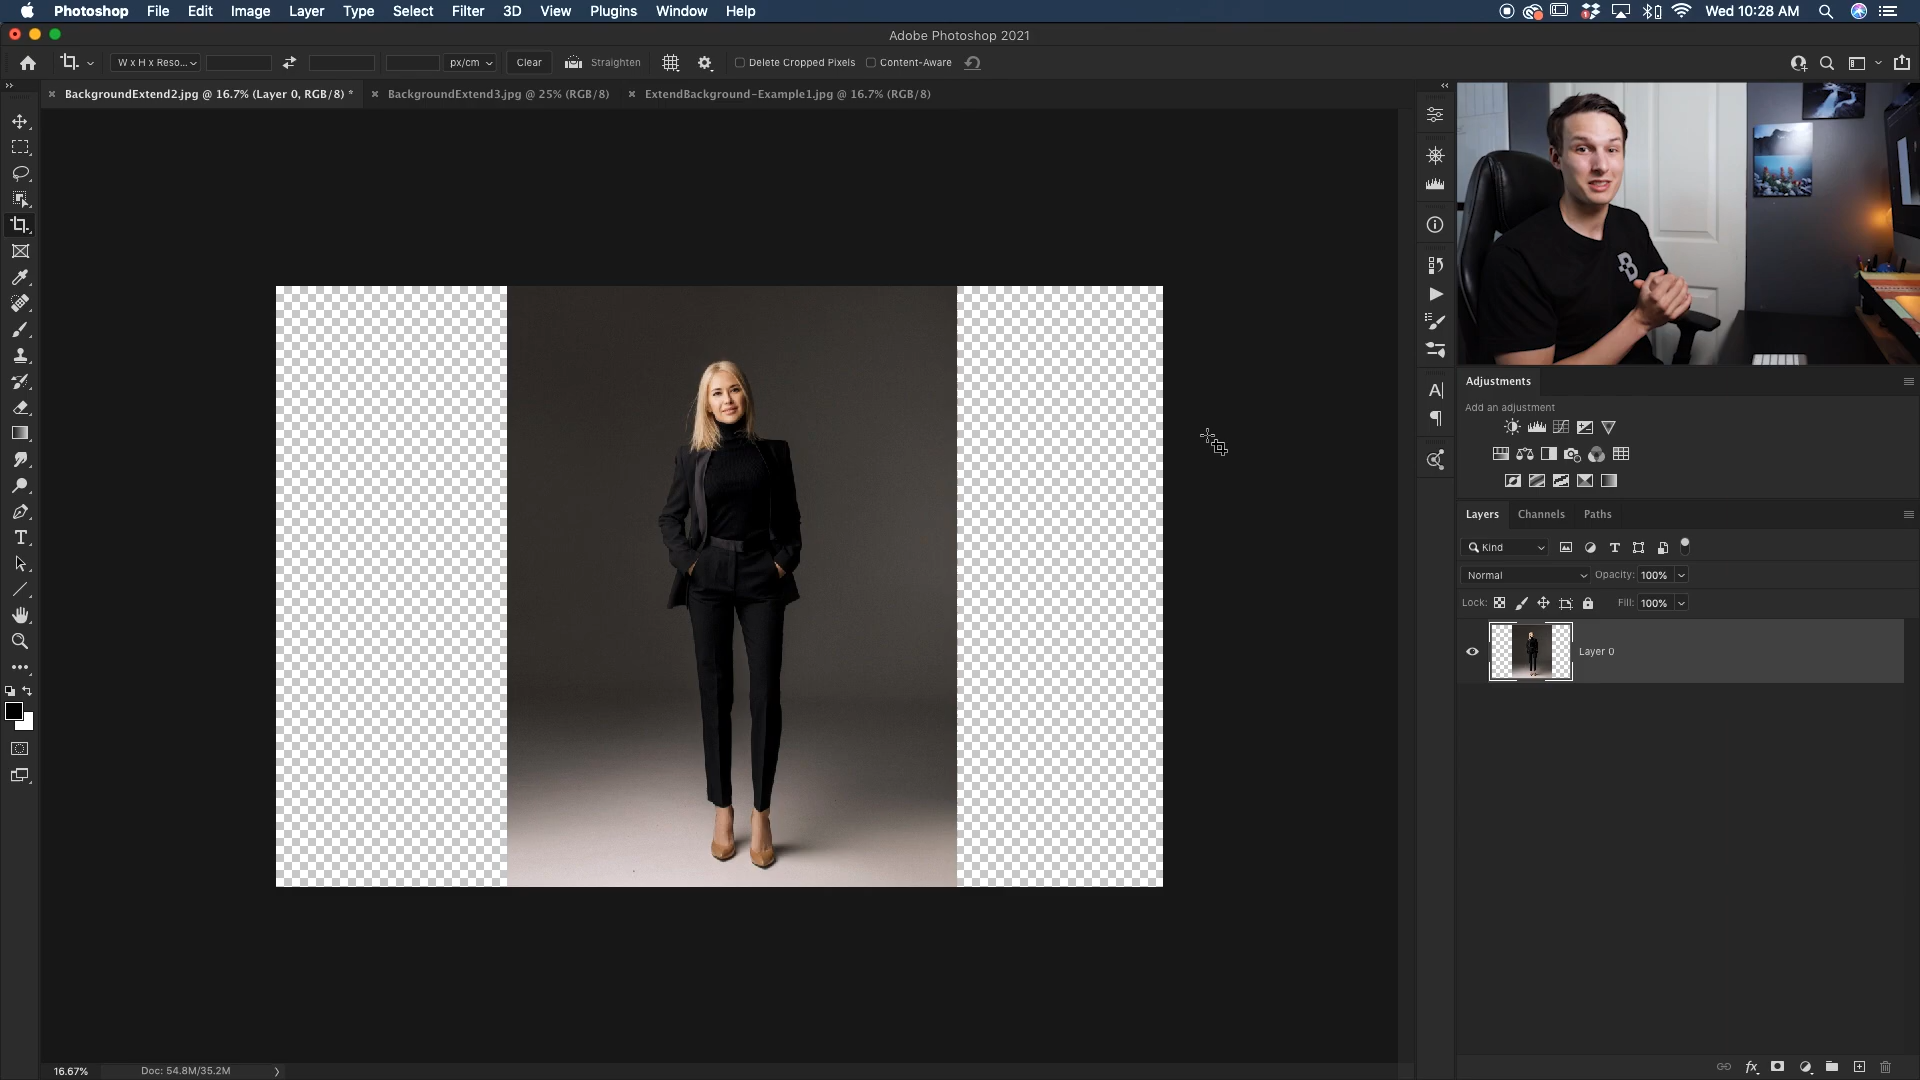 Photoshop File Edit Image Layer Type Select Filter 3D View Plugins Window Help Wed 10:28 AM
Adobe Photoshop 2021
W x H x Reso... px/cm Clear Straighten Delete Cropped Pixels Content-Aware
BackgroundExtend2.jpg @ 16.7% (Layer 0, RGB/8) * BackgroundExtend3.jpg @ 25% (RGB/8) ExtendBackground-Example1.jpg @ 16.7% (RGB/8)
B
Adjustments
Add an adjustment
Layers Channels Paths
Kind
Normal Opacity: 100%
Lock: Fill: 100%
Layer 0
16.67% Doc: 54.8M/35.2M